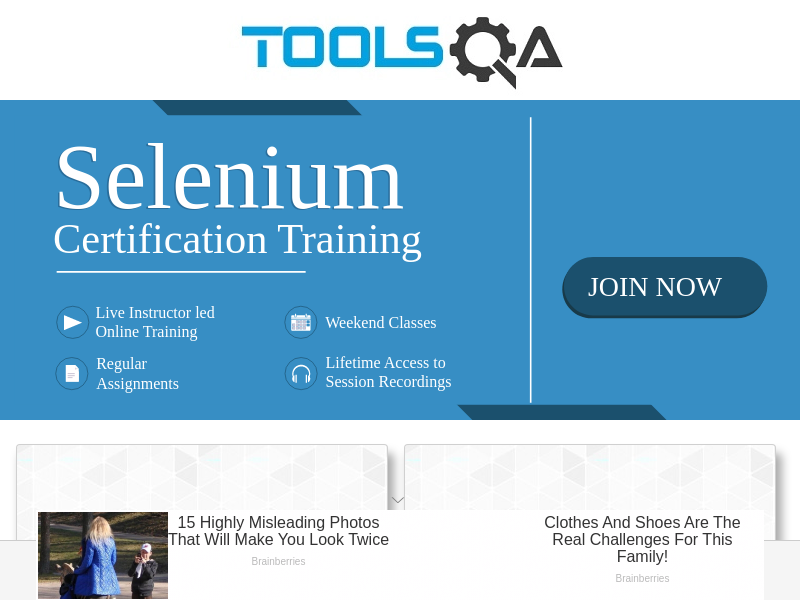 TOOLSQA
Selenium
Certification Training
JOIN NOW
Live Instructor led
Online Training
Weekend Classes
Regular
Assignments
Lifetime Access to
Session Recordings
15 Highly Misleading Photos
That Will Make You Look Twice
Brainberries
Clothes And Shoes Are The
Real Challenges For This
Family!
Brainberries